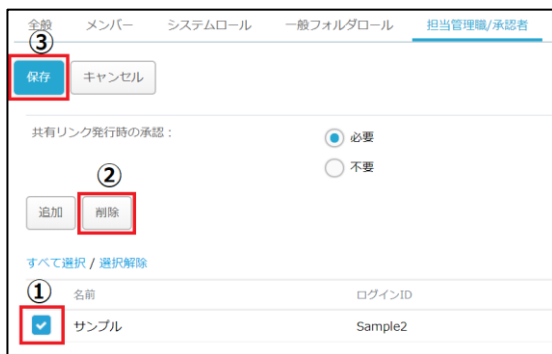 全般 メンバー システムロール 一般フォルダロール 担当管理職/承認者
③
保存 キャンセル
共有リンク発行時の承認： 必要
不要
②
追加 削除
すべて選択 / 選択解除
① 名前 ログインID
サンプル Sample2